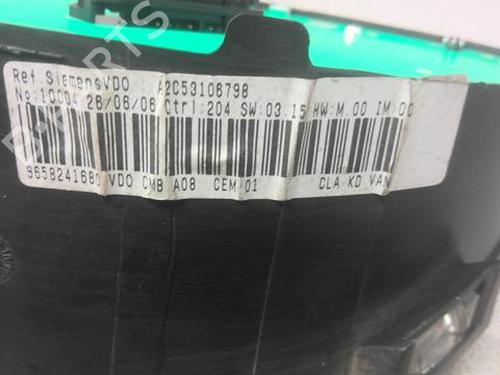 Ref.SiemensVDO A2C53106798
No:10004 28/06/06 Ctrl:204 SW:03.15 HW:M.00 IM:00
VDO CMB A08 CEM 01 CLA KD VAN